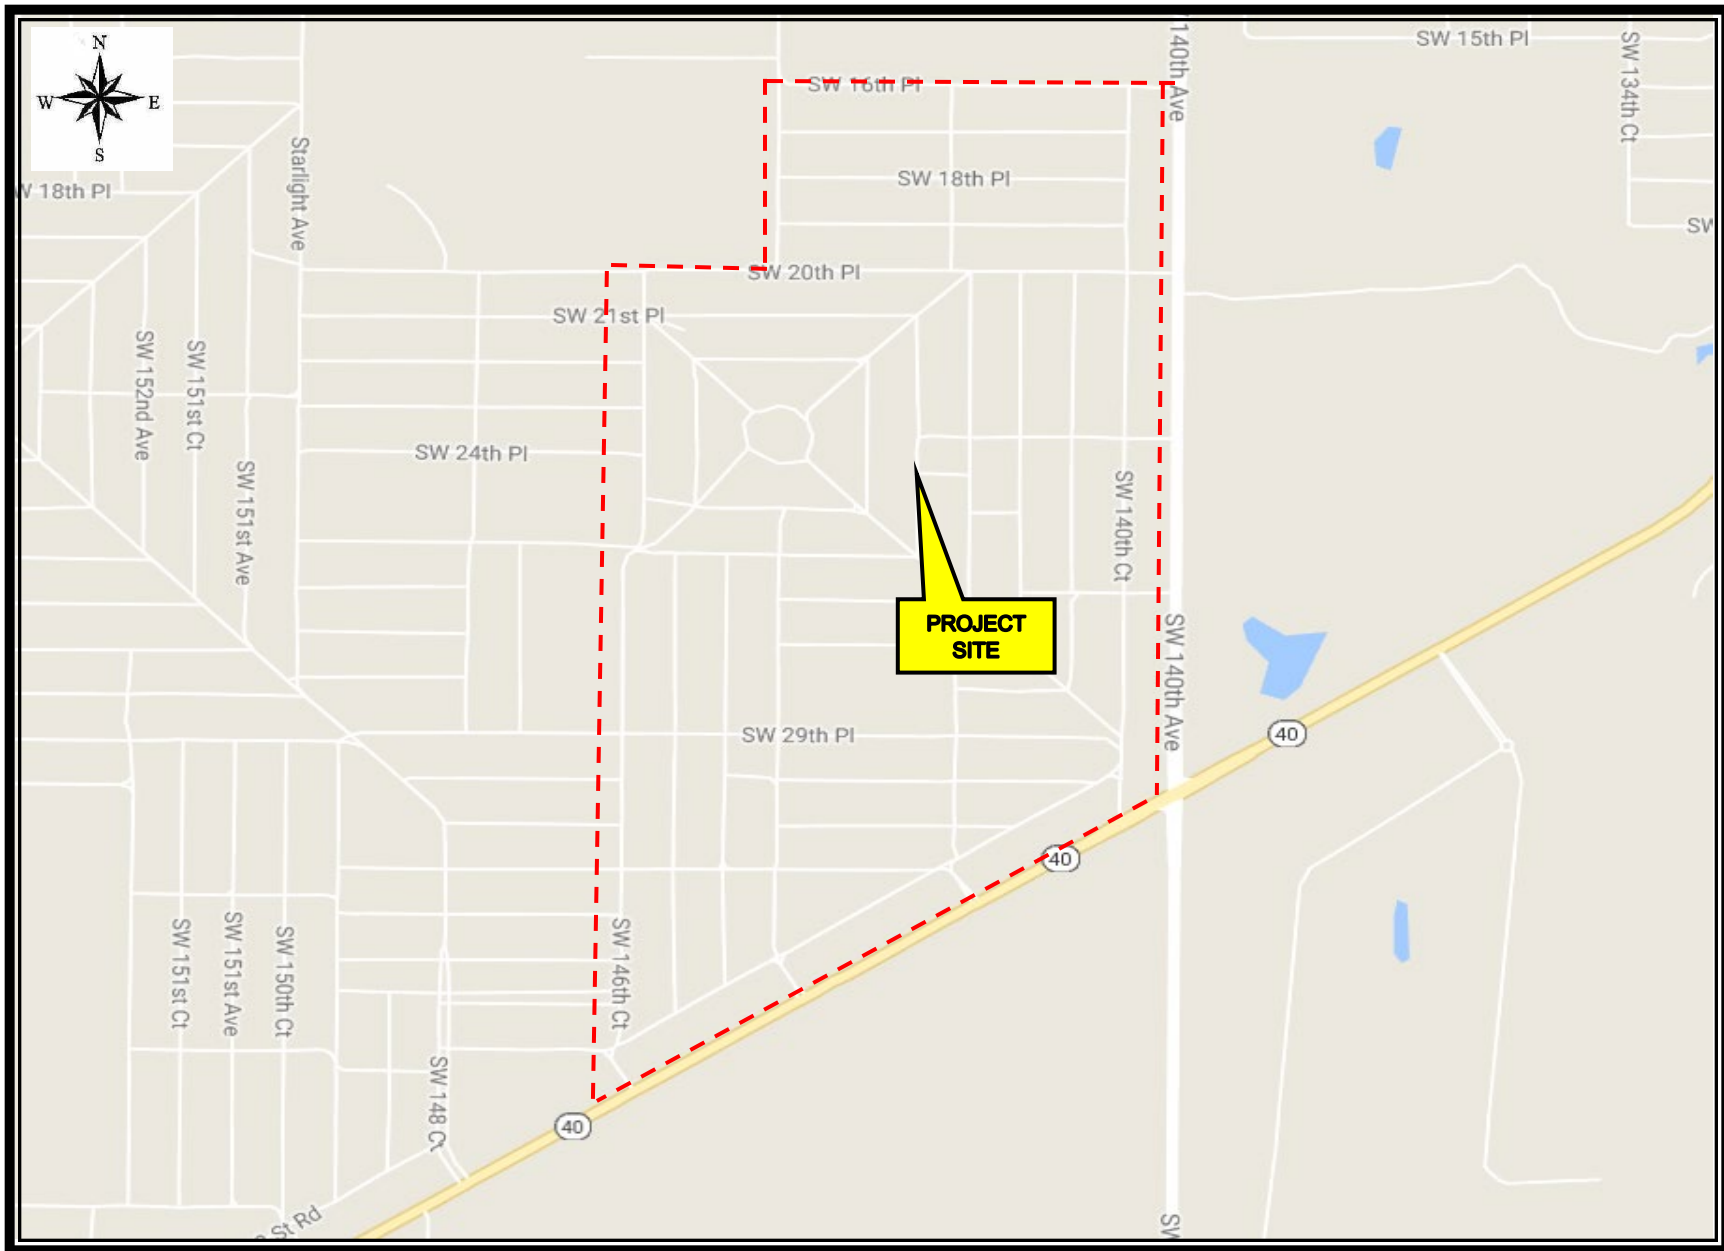 N
W E
S
SW 15th Pl
140th Ave
SW 134th Ct
SW 16th Pl
Starlight Ave
SW 18th Pl
W 18th Pl
SW
SW 20th Pl
SW 21st Pl
SW 152nd Ave
SW 151st Ct
SW 24th Pl
SW 151st Ave
SW 140th Ct
PROJECT
SITE
SW 140th Ave
SW 29th Pl
40
40
SW 146th Ct
SW 151st Ct
SW 151st Ave
SW 150th Ct
SW 148 Ct
40
St Rd
SW